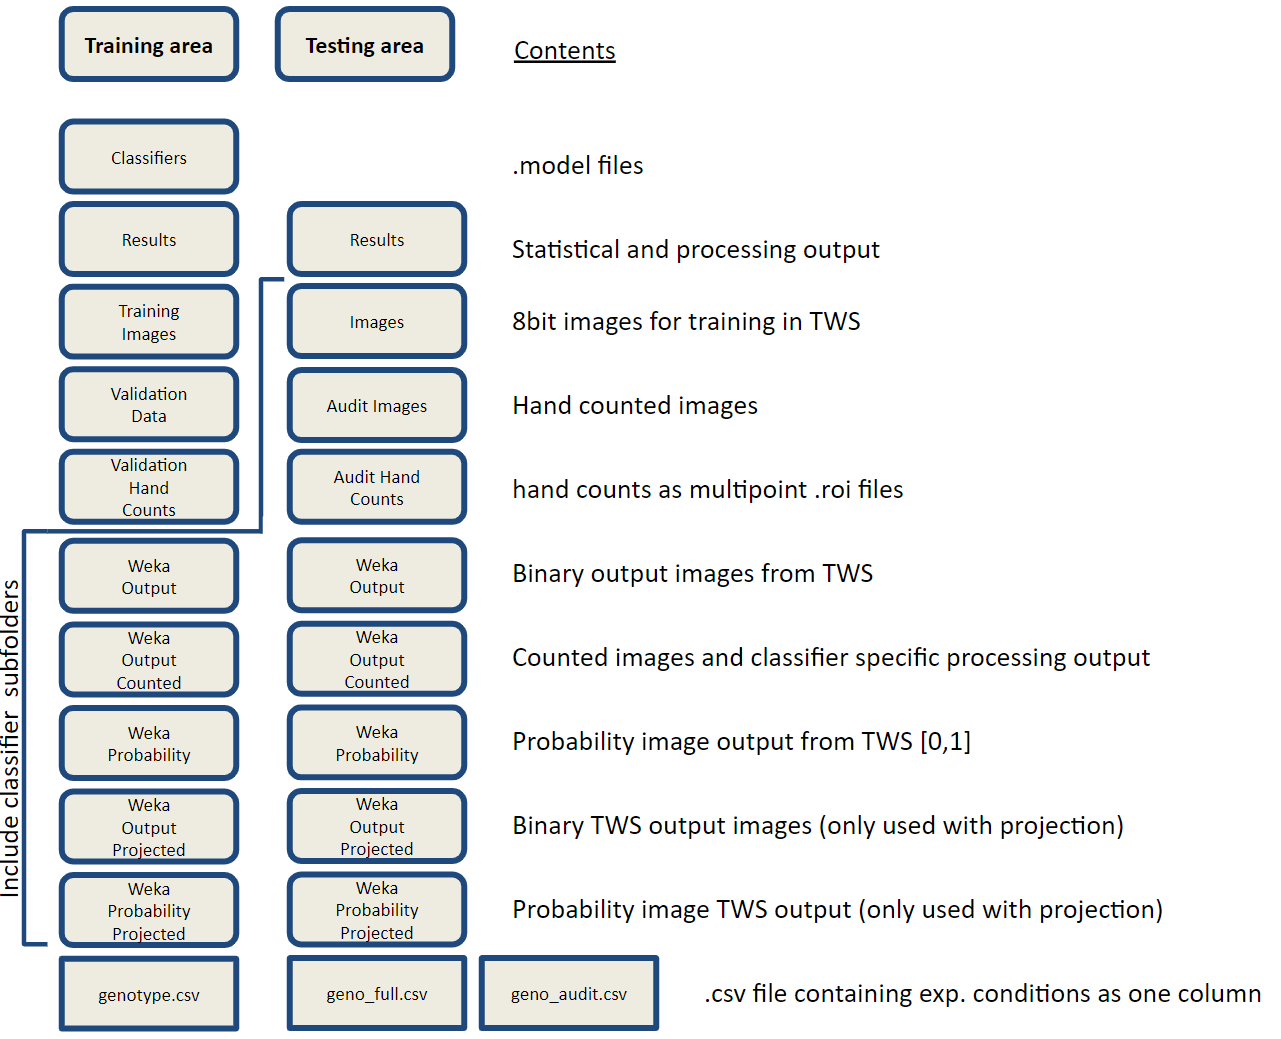 Training area
Testing area
Contents
Classifiers
.model files
Results
Results
Statistical and processing output
Training
Images
Images
8bit images for training in TWS
Validation
Data
Audit Images
Hand counted images
Validation
Hand
Counts
Audit Hand
Counts
hand counts as multipoint .roi files
Include classifier subfolders
Weka
Output
Weka
Output
Binary output images from TWS
Weka
Output
Counted
Weka
Output
Counted
Counted images and classifier specific processing output
Weka
Probability
Weka
Probability
Probability image output from TWS [0,1]
Weka
Output
Projected
Weka
Output
Projected
Binary TWS output images (only used with projection)
Weka
Probability
Projected
Weka
Probability
Projected
Probability image TWS output (only used with projection)
genotype.csv
geno_full.csv
geno_audit.csv
.csv file containing exp. conditions as one column